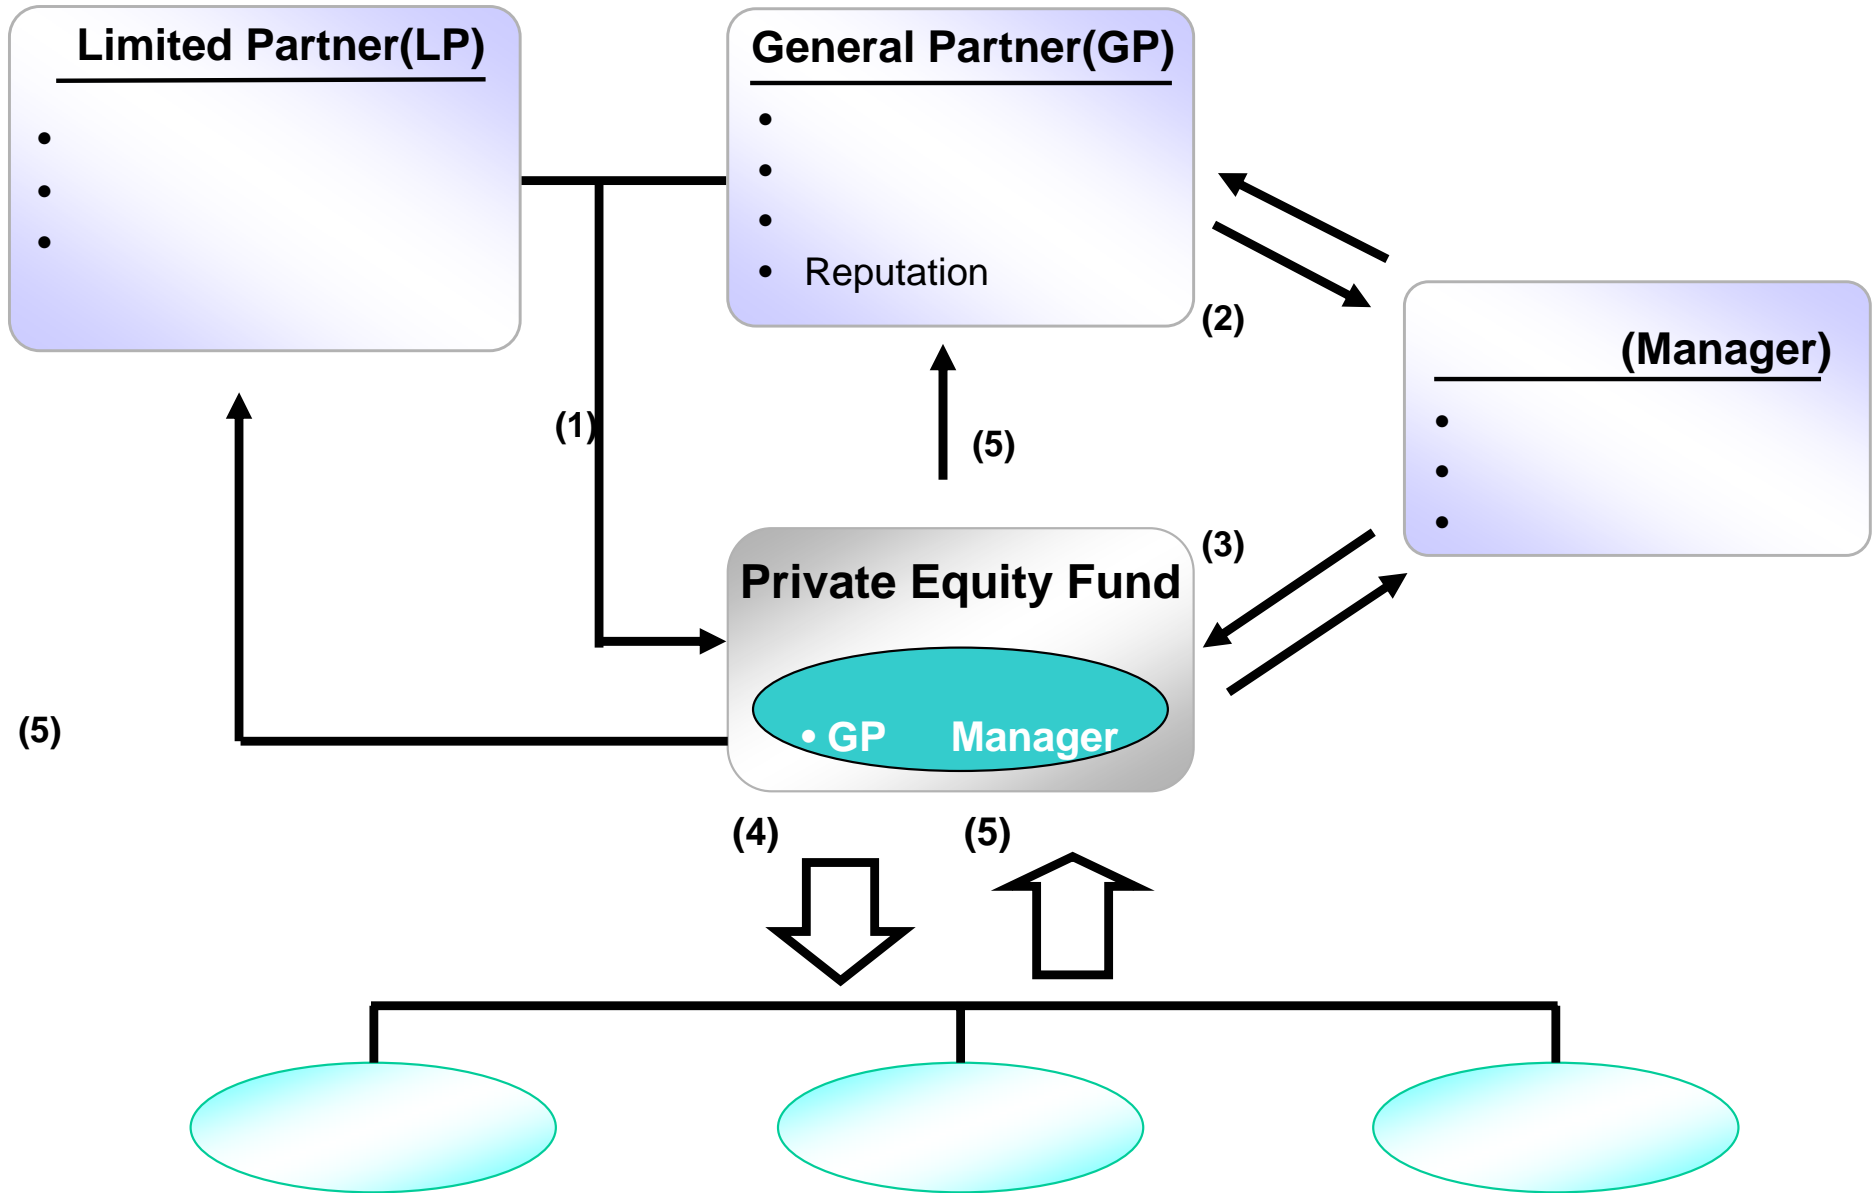 Limited Partner(LP)
•
•
•
General Partner(GP)
•
•
•
• Reputation
(2)
(Manager)
•
•
•
(1)
(5)
(3)
Private Equity Fund
• GP Manager
(5)
(4)
(5)